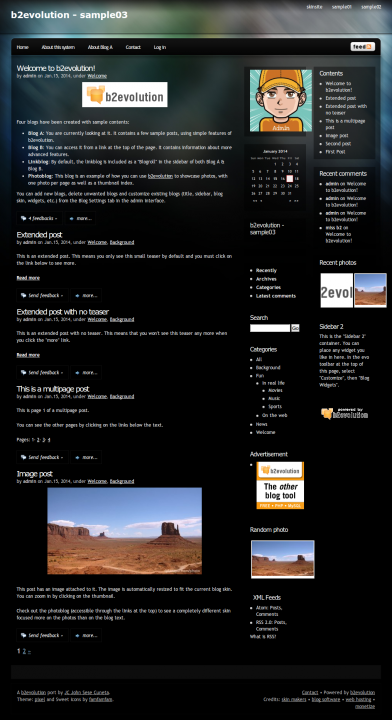 skinsite sample01 sample02
b2evolution - sample03
Home About this system About Blog A Contact Log in
feed
Welcome to b2evolution!
by admin on Jan.15, 2014, under Welcome
b2evolution
Four blogs have been created with sample contents:
Blog A: You are currently looking at it. It contains a few sample posts, using simple features of
b2evolution.
Blog B: You can access it from a link at the top of the page. It contains information about more
advanced features.
Linkblog: By default, the linkblog is included as a "Blogroll" in the sidebar of both Blog A &
Blog B.
Photoblog: This blog is an example of how you can use b2evolution to showcase photos, with
one photo per page as well as a thumbnail index.
You can add new blogs, delete unwanted blogs and customize existing blogs (title, sidebar, blog
skin, widgets, etc.) from the Blog Settings tab in the admin interface.
4 feedbacks » more...
Extended post
by admin on Jan.15, 2014, under Welcome, Background
This is an extended post. This means you only see this small teaser by default and you must click on
the link below to see more.
Read more
Send feedback » more...
Extended post with no teaser
by admin on Jan.15, 2014, under Welcome, Background
This is an extended post with no teaser. This means that you won't see this teaser any more when
you click the "more" link.
Read more
Send feedback » more...
This is a multipage post
by admin on Jan.15, 2014, under Welcome, Background
This is page 1 of a multipage post.
You can see the other pages by clicking on the links below the text.
Pages: 1 2 3 4
Send feedback » more...
Image post
by admin on Jan.15, 2014, under Welcome, Background
This post has an image attached to it. The image is automatically resized to fit the current blog skin.
You can zoom in by clicking on the thumbnail.
Check out the photoblog (accessible through the links at the top) to see a completely different skin
focused more on the photos than on the blog text.
Send feedback » more...
1 2 »
Admin
January 2014
b2evolution -
sample03
Recently
Archives
Categories
Latest comments
Search
Go
Categories
All
Background
Fun
In real life
Movies
Music
Sports
On the web
News
Welcome
Advertisement
b2evolution
The other
blog tool
FREE • PHP • MySQL
Random photo
XML Feeds
Atom: Posts,
Comments
RSS 2.0: Posts,
Comments
What is RSS?
Contents
Welcome to
b2evolution!
Extended post
Extended post with
no teaser
This is a multipage
post
Image post
Second post
First Post
Recent comments
admin on Welcome
to b2evolution!
admin on Welcome
to b2evolution!
admin on Welcome
to b2evolution!
miss b2 on
Welcome to
b2evolution!
Recent photos
2evol
Sidebar 2
This is the "Sidebar 2"
container. You can
place any widget you
like in here. In the evo
toolbar at the top of
this page, select
"Customize", then "Blog
Widgets".
powered by
b2evolution
A b2evolution post by JC John Sese Cuneta.
Theme: pixel and Sweet Icons by famfamfam.
Contact • Powered by b2evolution
Credits: skin makers • blog software • web hosting •
monetize